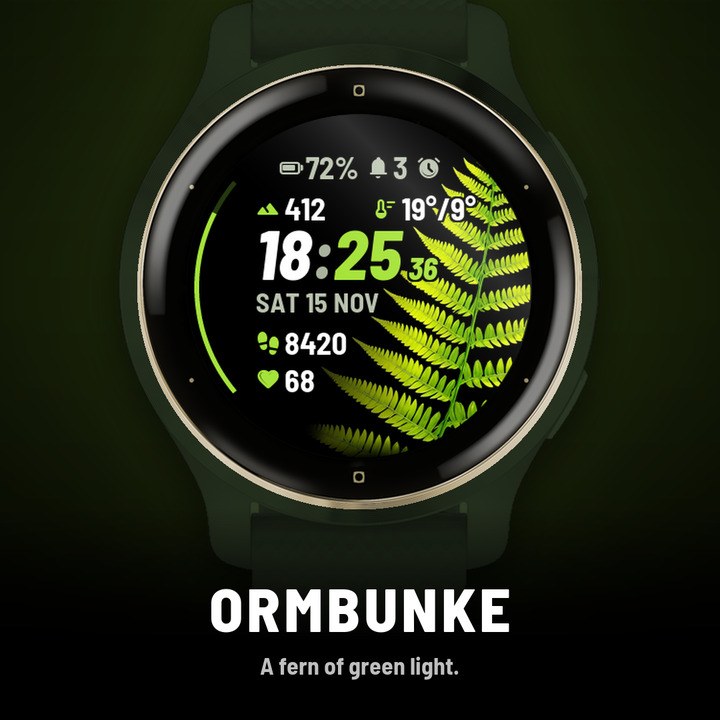 72% 3
412 19°/9°
18:25 36
SAT 15 NOV
8420
68
ORMBUNKE
A fern of green light.